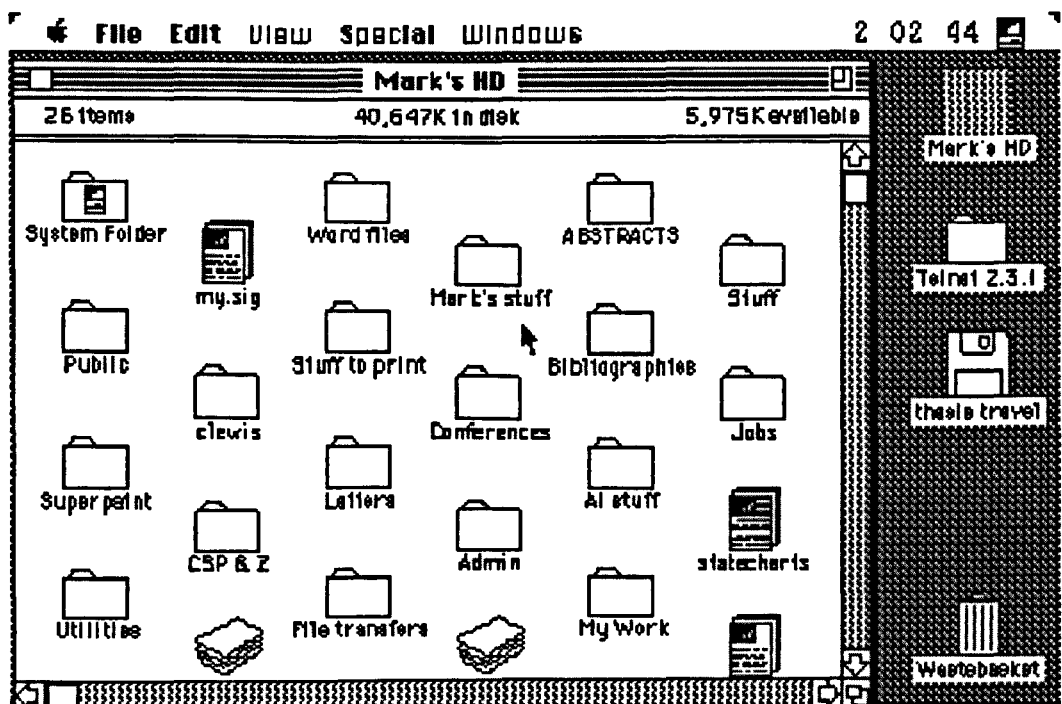 File Edit View Special Windows 2 02 44
Mark's HD
26 items 40,647K in disk 5,975K available
Mark's HD
System Folder Word files ABSTRACTS
my.sig Mark's stuff Stuff
Telnet 2.3.1
Public Stuff to print Bibliographies
clewis Conferences Jobs
thesis travel
Superpaint Letters AI stuff
CSP & Z Admin statecharts
Utilities File transfers My Work
Wastebasket